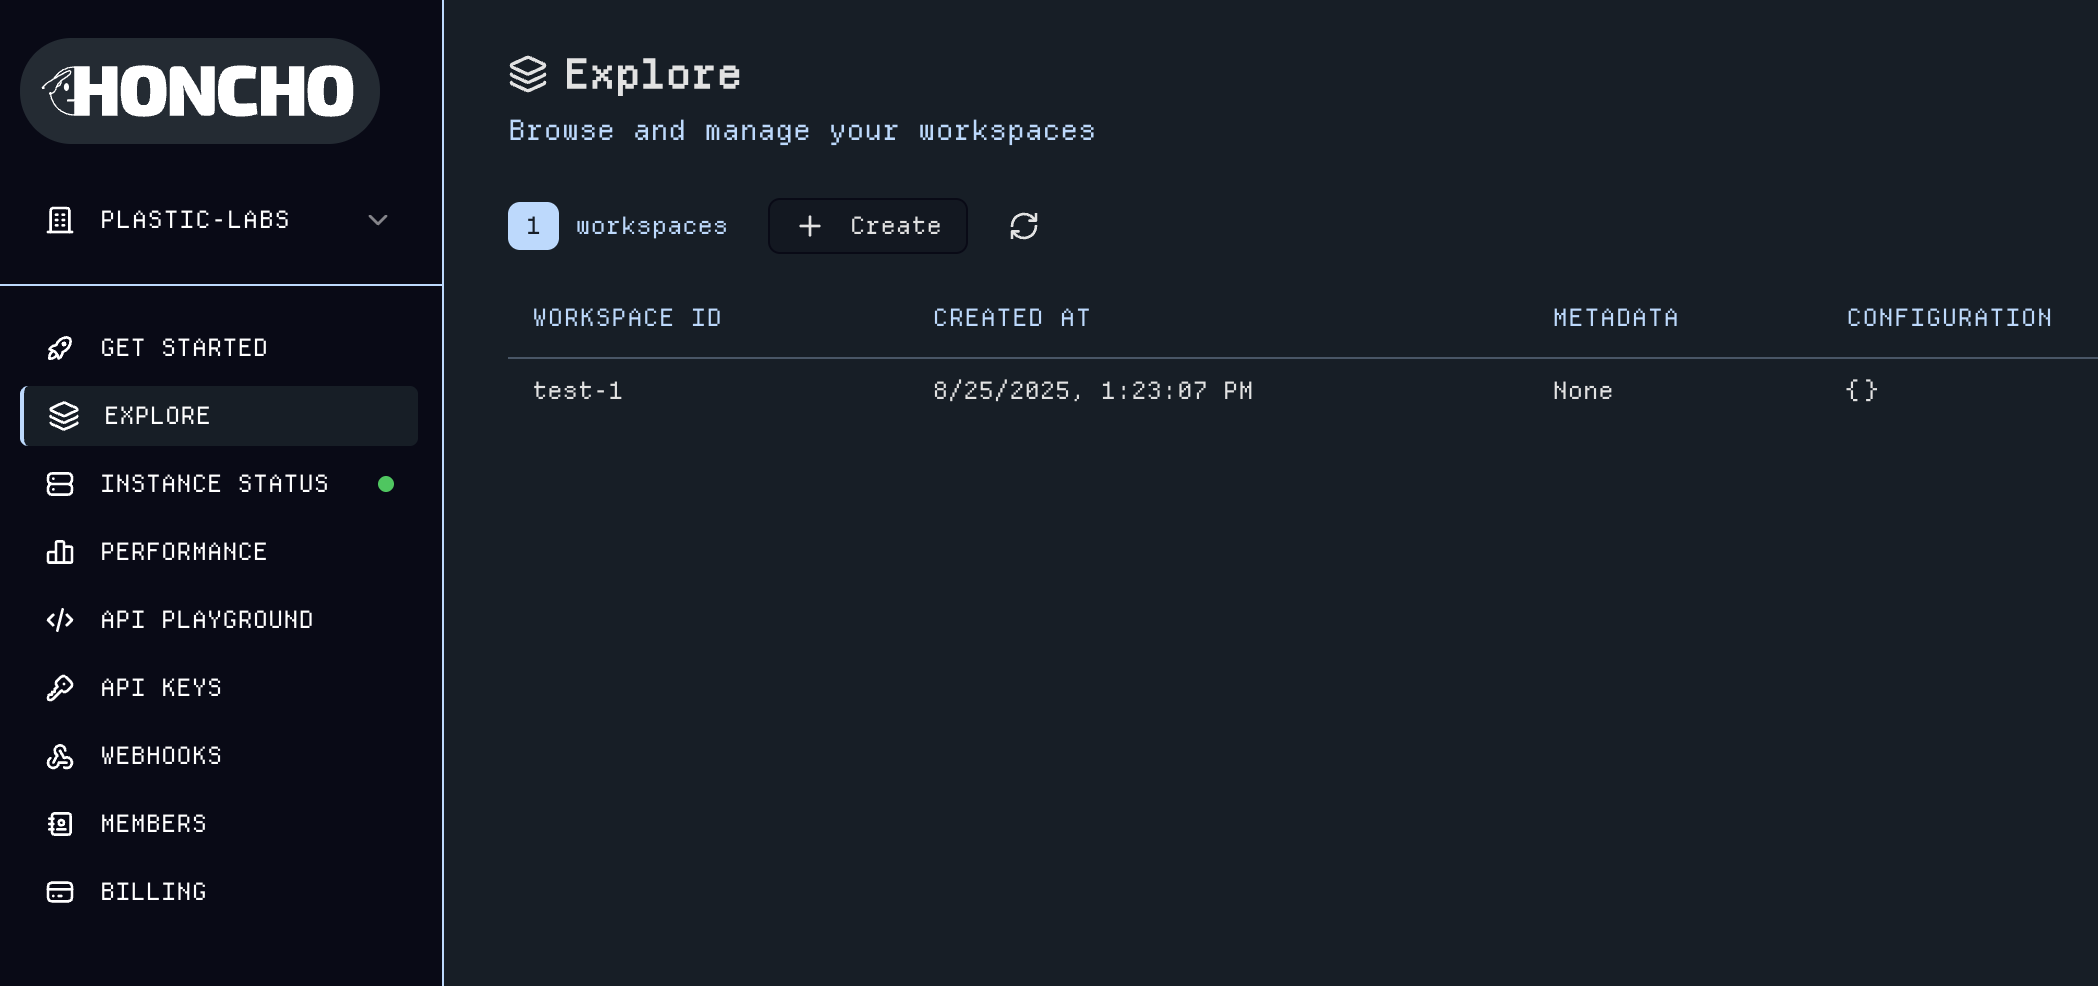 HONCHO
PLASTIC-LABS
GET STARTED
EXPLORE
INSTANCE STATUS
PERFORMANCE
API PLAYGROUND
API KEYS
WEBHOOKS
MEMBERS
BILLING
Explore
Browse and manage your workspaces
1 workspaces + Create
WORKSPACE ID CREATED AT METADATA CONFIGURATION
test-1 8/25/2025, 1:23:07 PM None {}